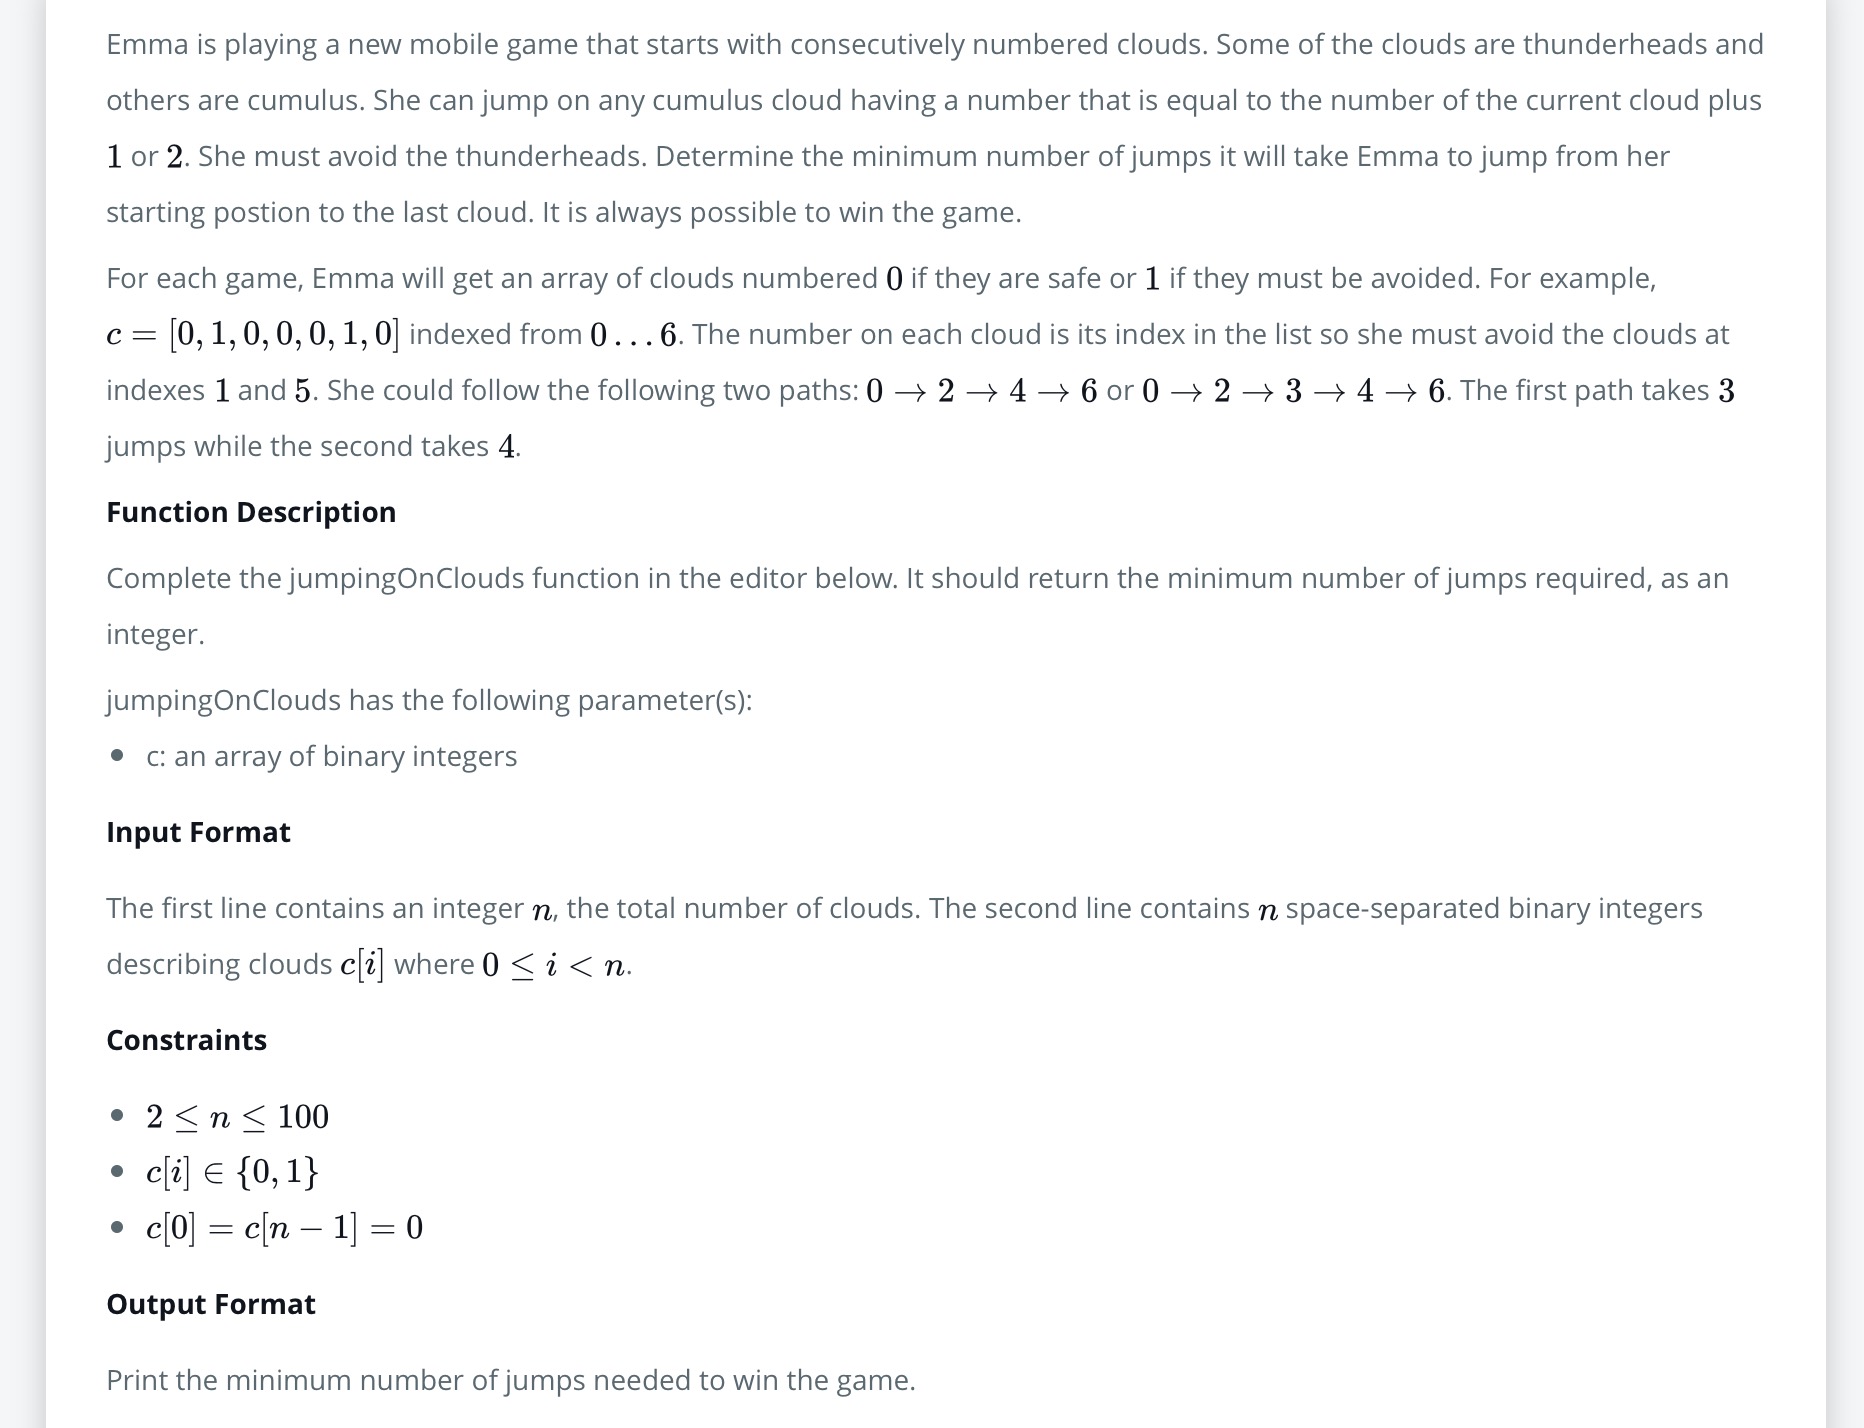 Emma is playing a new mobile game that starts with consecutively numbered clouds. Some of the clouds are thunderheads and
others are cumulus. She can jump on any cumulus cloud having a number that is equal to the number of the current cloud plus
1 or 2. She must avoid the thunderheads. Determine the minimum number of jumps it will take Emma to jump from her
starting postion to the last cloud. It is always possible to win the game.
For each game, Emma will get an array of clouds numbered 0 if they are safe or 1 if they must be avoided. For example,
c = [0, 1, 0, 0, 0, 1, 0] indexed from 0 . . . 6. The number on each cloud is its index in the list so she must avoid the clouds at
indexes 1 and 5. She could follow the following two paths: 0 → 2 → 4 → 6 or 0 → 2 → 3 → 4 → 6. The first path takes 3
jumps while the second takes 4.
Function Description
Complete the jumpingOnClouds function in the editor below. It should return the minimum number of jumps required, as an
integer.
jumpingOnClouds has the following parameter(s):
• c: an array of binary integers
Input Format
The first line contains an integer n, the total number of clouds. The second line contains n space-separated binary integers
describing clouds c[i] where 0 ≤ i < n.
Constraints
• 2 ≤ n ≤ 100
• c[i] ∈ {0, 1}
• c[0] = c[n − 1] = 0
Output Format
Print the minimum number of jumps needed to win the game.